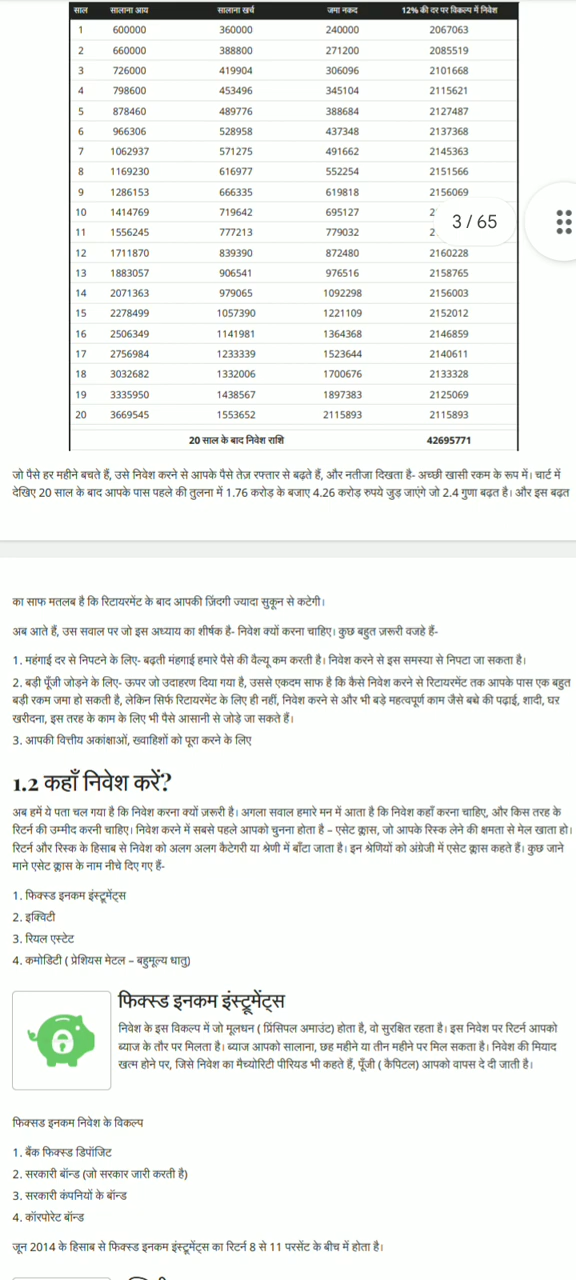 साल सालाना आय सालाना खर्च जमा नकद 12% की दर पर विकल्प में निवेश
1 600000 360000 240000 2067063
2 660000 388800 271200 2085519
3 726000 419904 306096 2101668
4 798600 453496 345104 2115621
5 878460 489776 388684 2127487
6 966306 528958 437348 2137368
7 1062937 571275 491662 2145363
8 1169230 616977 552254 2151566
9 1286153 666335 619818 2156069
10 1414769 719642 695127 2
3 / 65
11 1556245 777213 779032 2
12 1711870 839390 872480 2160228
13 1883057 906541 976516 2158765
14 2071363 979065 1092298 2156003
15 2278499 1057390 1221109 2152012
16 2506349 1141981 1364368 2146859
17 2756984 1233339 1523644 2140611
18 3032682 1332006 1700676 2133328
19 3335950 1438567 1897383 2125069
20 3669545 1553652 2115893 2115893
20 साल के बाद निवेश राशि 42695771
जो पैसे हर महीने बचते हैं, उसे निवेश करने से आपके पैसे तेज़ रफ्तार से बढ़ते हैं, और नतीजा दिखता है- अच्छी खासी रकम के रूप में। चार्ट में
देखिए 20 साल के बाद आपके पास पहले की तुलना में 1.76 करोड़ के बजाए 4.26 करोड़ रुपये जुड़ जाएंगे जो 2.4 गुणा बढ़त है। और इस बढ़त
का साफ मतलब है कि रिटायरमेंट के बाद आपकी ज़िंदगी ज्यादा सुकून से कटेगी।
अब आते हैं, उस सवाल पर जो इस अध्याय का शीर्षक है- निवेश क्यों करना चाहिए। कुछ बहुत ज़रूरी वजहे हैं-
1. महंगाई दर से निपटने के लिए- बढ़ती मंहगाई हमारे पैसे की वैल्यू कम करती है। निवेश करने से इस समस्या से निपटा जा सकता है।
2. बड़ी पूँजी जोड़ने के लिए- ऊपर जो उदाहरण दिया गया है, उससे एकदम साफ है कि कैसे निवेश करने से रिटायरमेंट तक आपके पास एक बहुत
बड़ी रकम जमा हो सकती है, लेकिन सिर्फ रिटायरमेंट के लिए ही नहीं, निवेश करने से और भी बड़े महत्वपूर्ण काम जैसे बच्चे की पढ़ाई, शादी, घर
खरीदना, इस तरह के काम के लिए भी पैसे आसानी से जोड़े जा सकते हैं।
3. आपकी वित्तीय अकांक्षाओं, ख्वाहिशों को पूरा करने के लिए
1.2 कहाँ निवेश करें?
अब हमें ये पता चल गया है कि निवेश करना क्यों ज़रूरी है। अगला सवाल हमारे मन में आता है कि निवेश कहाँ करना चाहिए, और किस तरह के
रिटर्न की उम्मीद करनी चाहिए। निवेश करने में सबसे पहले आपको चुनना होता है – एसेट क्लास, जो आपके रिस्क लेने की क्षमता से मेल खाता हो।
रिटर्न और रिस्क के हिसाब से निवेश को अलग अलग कैटेगरी या श्रेणी में बाँटा जाता है। इन श्रेणियों को अंग्रेजी में एसेट क्लास कहते हैं। कुछ जाने
माने एसेट क्लास के नाम नीचे दिए गए हैं-
1. फिक्स्ड इनकम इंस्ट्रूमेंट्स
2. इक्विटी
3. रियल एस्टेट
4. कमोडिटी ( प्रेशियस मेटल – बहुमूल्य धातु)
फिक्स्ड इनकम इंस्ट्रूमेंट्स
निवेश के इस विकल्प में जो मूलधन ( प्रिंसिपल अमाउंट) होता है, वो सुरक्षित रहता है। इस निवेश पर रिटर्न आपको
ब्याज के तौर पर मिलता है। ब्याज आपको सालाना, छह महीने या तीन महीने पर मिल सकता है। निवेश की मियाद
खत्म होने पर, जिसे निवेश का मैच्योरिटी पीरियड भी कहते हैं, पूँजी ( कैपिटल) आपको वापस दे दी जाती है।
फिक्सड इनकम निवेश के विकल्प
1. बैंक फिक्स्ड डिपॉजिट
2. सरकारी बॉन्ड (जो सरकार जारी करती है)
3. सरकारी कंपनियों के बॉन्ड
4. कॉरपोरेट बॉन्ड
जून 2014 के हिसाब से फिक्स्ड इनकम इंस्ट्रूमेंट्स का रिटर्न 8 से 11 परसेंट के बीच में होता है।